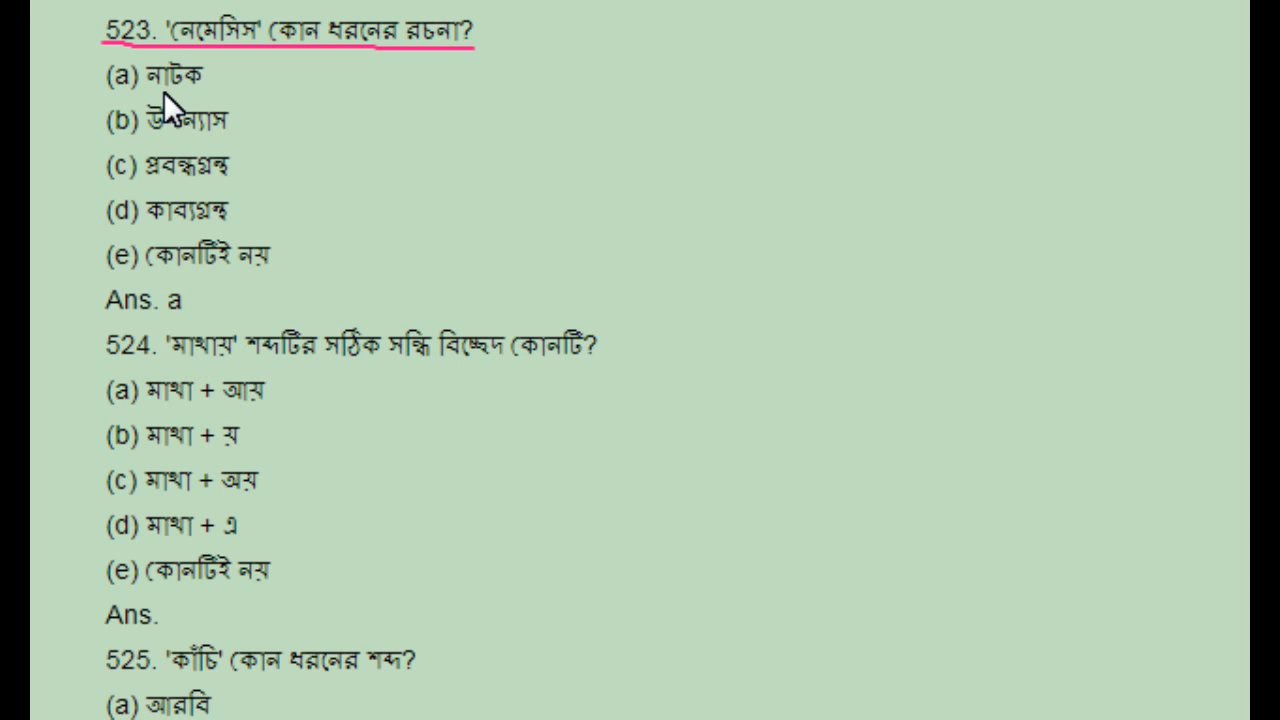 523. 'নেমেসিস' কোন ধরনের রচনা?
(a) নাটক
(b)
(c) প্রবন্ধগ্রন্থ
(d) কাব্যগ্রন্থ
(e) কোনটিই নয়
Ans. a
524. 'মাথায়' শব্দটির সঠিক সন্ধি বিচ্ছেদ কোনটি?
(a) মাথা + আয়
(b) মাথা + য়
(c) মাথা + অয়
(d) মাথা + এ
(e) কোনটিই নয়
Ans.
525. 'কাঁচি' কোন ধরনের শব্দ?
(a) আরবি